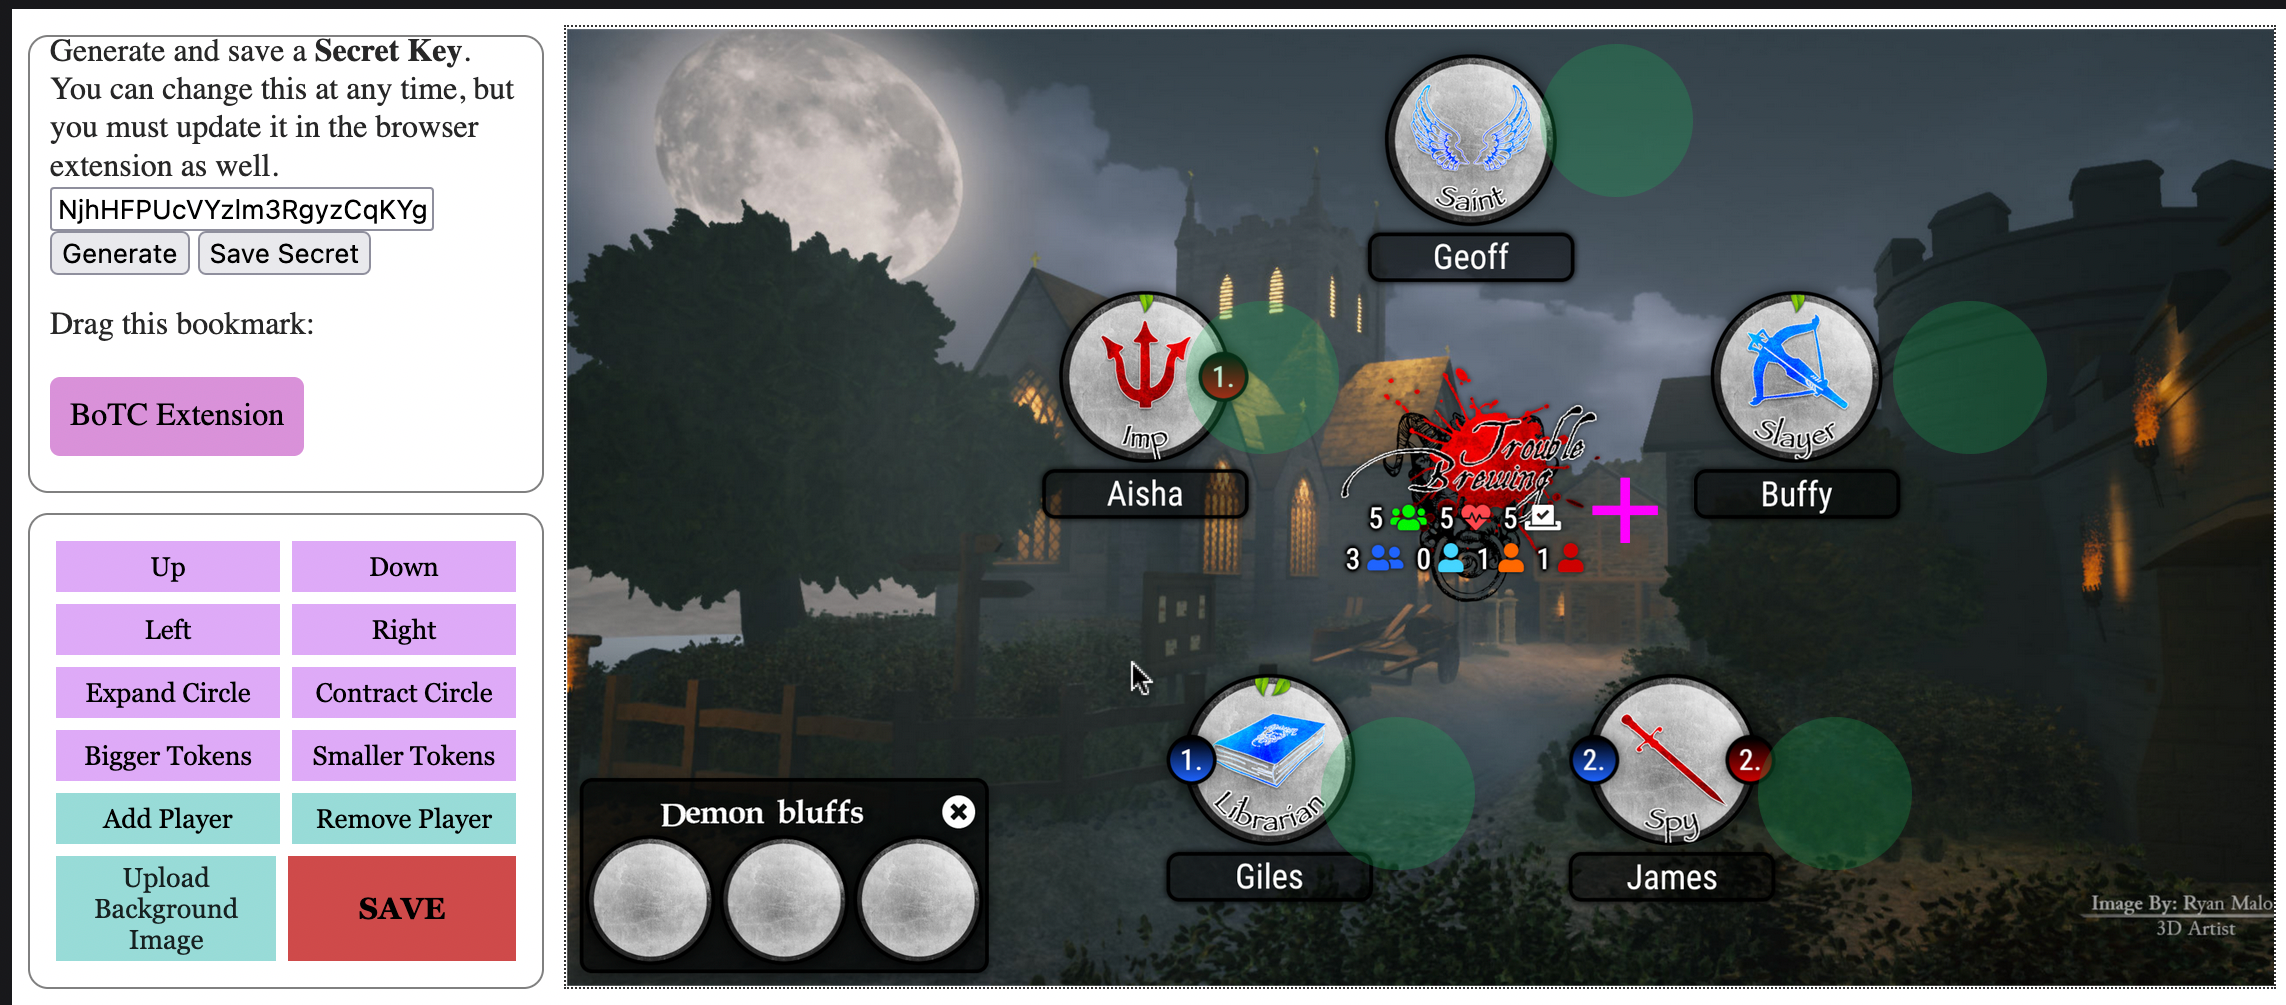 Generate and save a Secret Key.
You can change this at any time, but
you must update it in the browser
extension as well.
NjhHFPUcVYzlm3RgyzCqKYg
Generate Save Secret
Drag this bookmark:
BoTC Extension
Up Down
Left Right
Expand Circle Contract Circle
Bigger Tokens Smaller Tokens
Add Player Remove Player
Upload
Background
Image
SAVE
Saint
Geoff
1.
Imp
Aisha
Slayer
Buffy
Trouble
Brewing
5 5 5
3 0 1 1
1.
Librarian
Giles
2. 2.
Spy
James
Demon bluffs
Image By: Ryan Malo
3D Artist